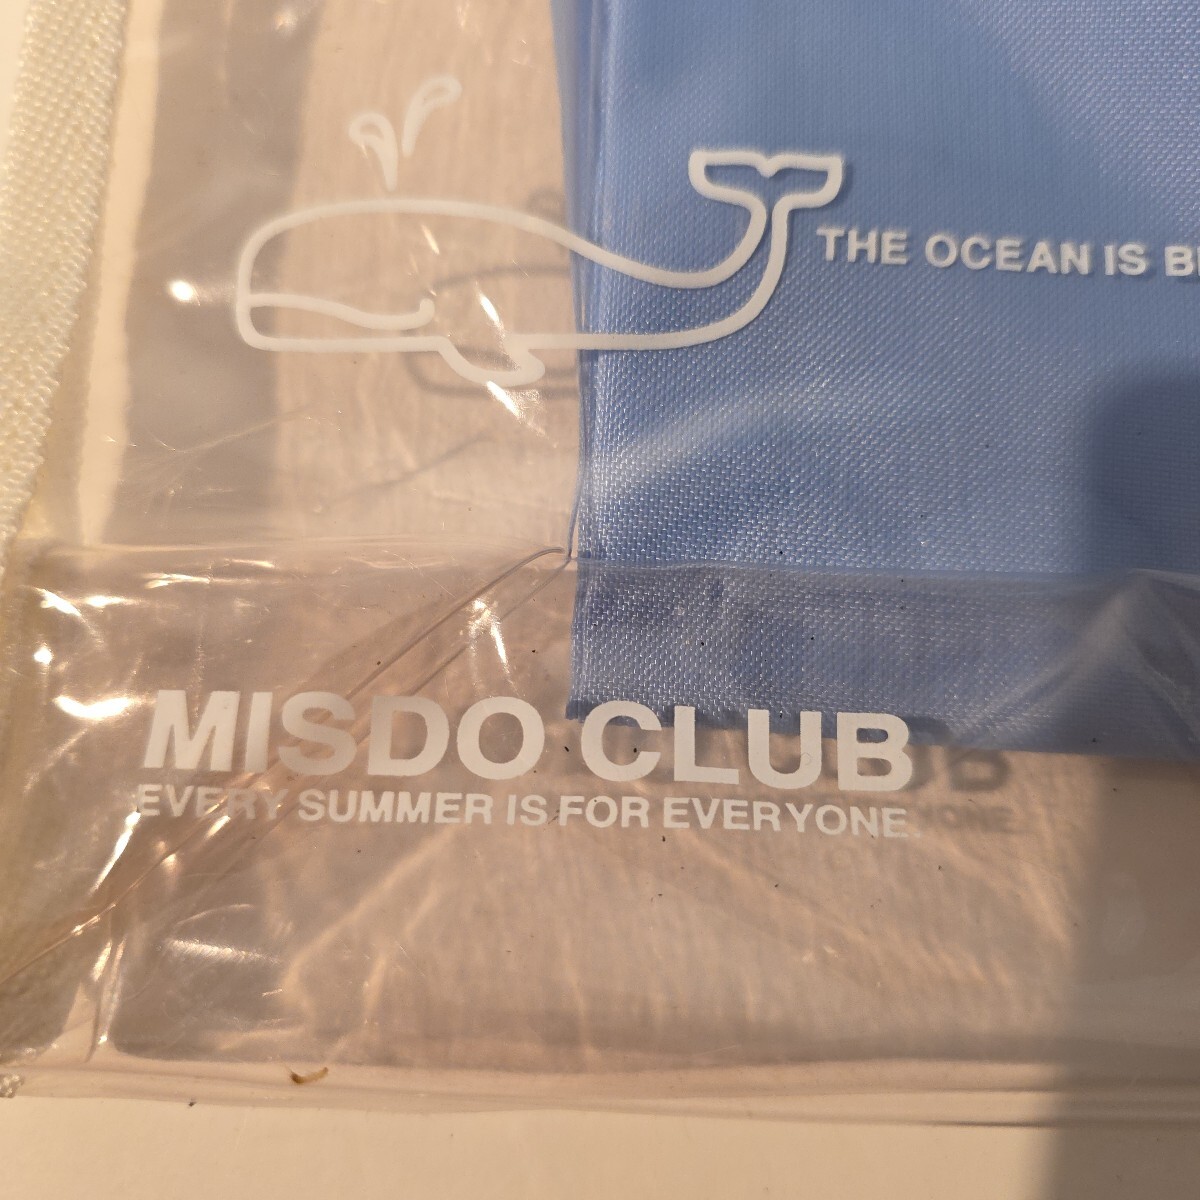 THE OCEAN IS
MISDO CLUB
EVERY SUMMER IS FOR EVERYONE.